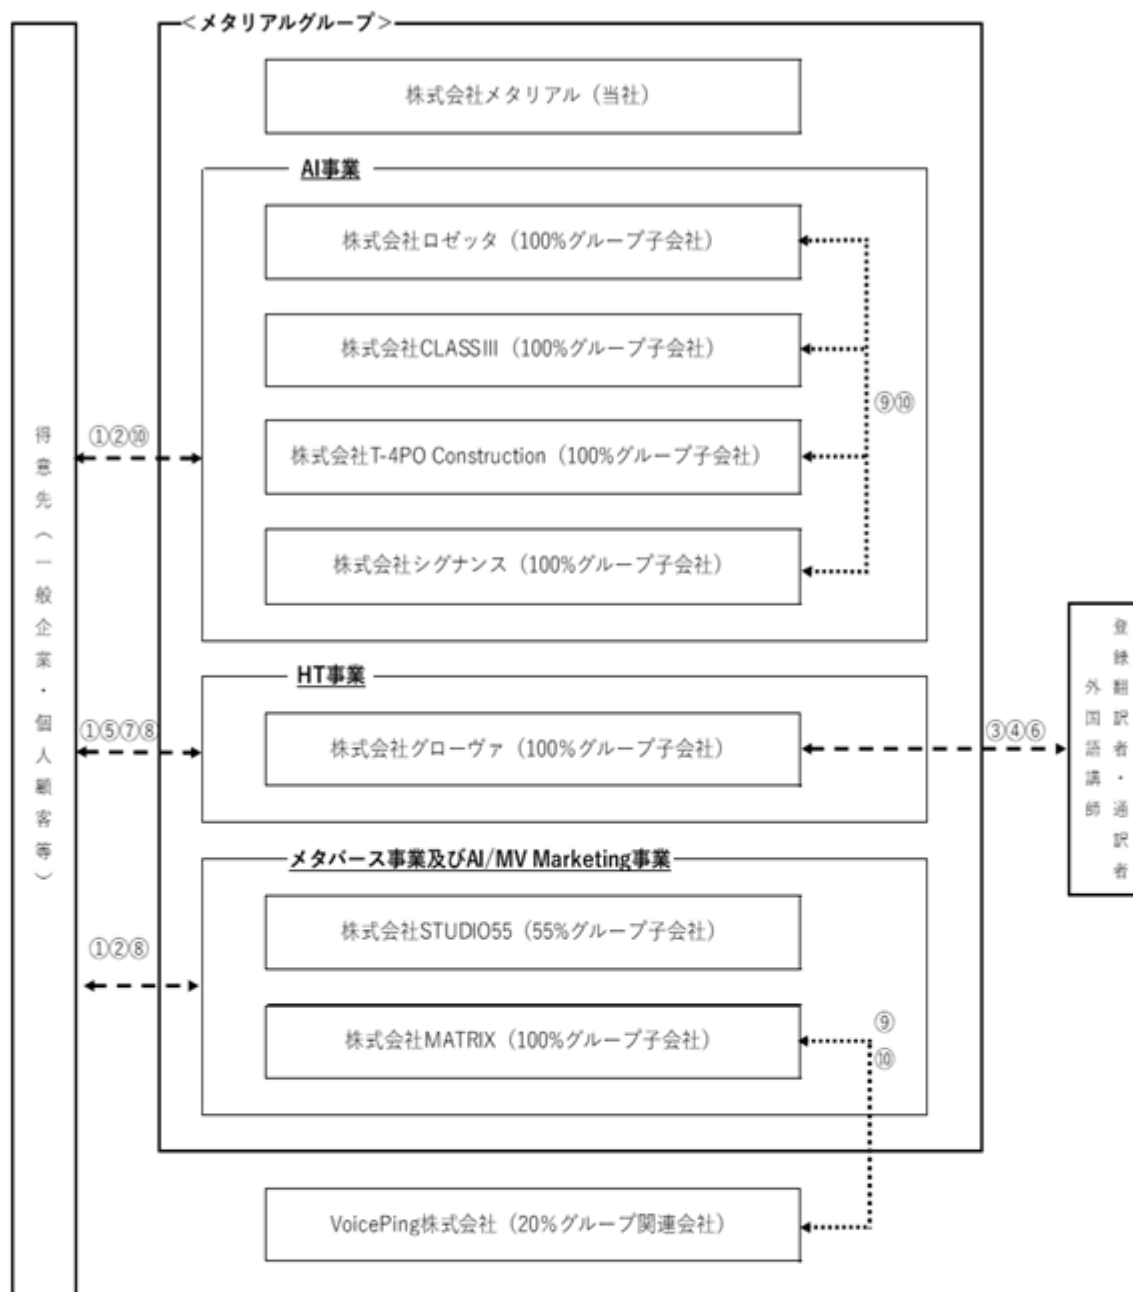 <メタリアルグループ>
株式会社メタリアル（当社）
AI事業
株式会社ロゼッタ（100%グループ子会社）
株式会社CLASSⅢ（100%グループ子会社）
⑨⑩
株式会社T-4PO Construction（100%グループ子会社）
株式会社シグナンス（100%グループ子会社）
①②⑩
得意先（一般企業・個人顧客等）
HT事業
①⑤⑦⑧
株式会社グローヴァ（100%グループ子会社）
③④⑥
登録翻訳者・通訳者
外国語講師
メタバース事業及びAI/MV Marketing事業
株式会社STUDIO55（55%グループ子会社）
①②⑧
株式会社MATRIX（100%グループ子会社）
⑨
⑩
VoicePing株式会社（20%グループ関連会社）